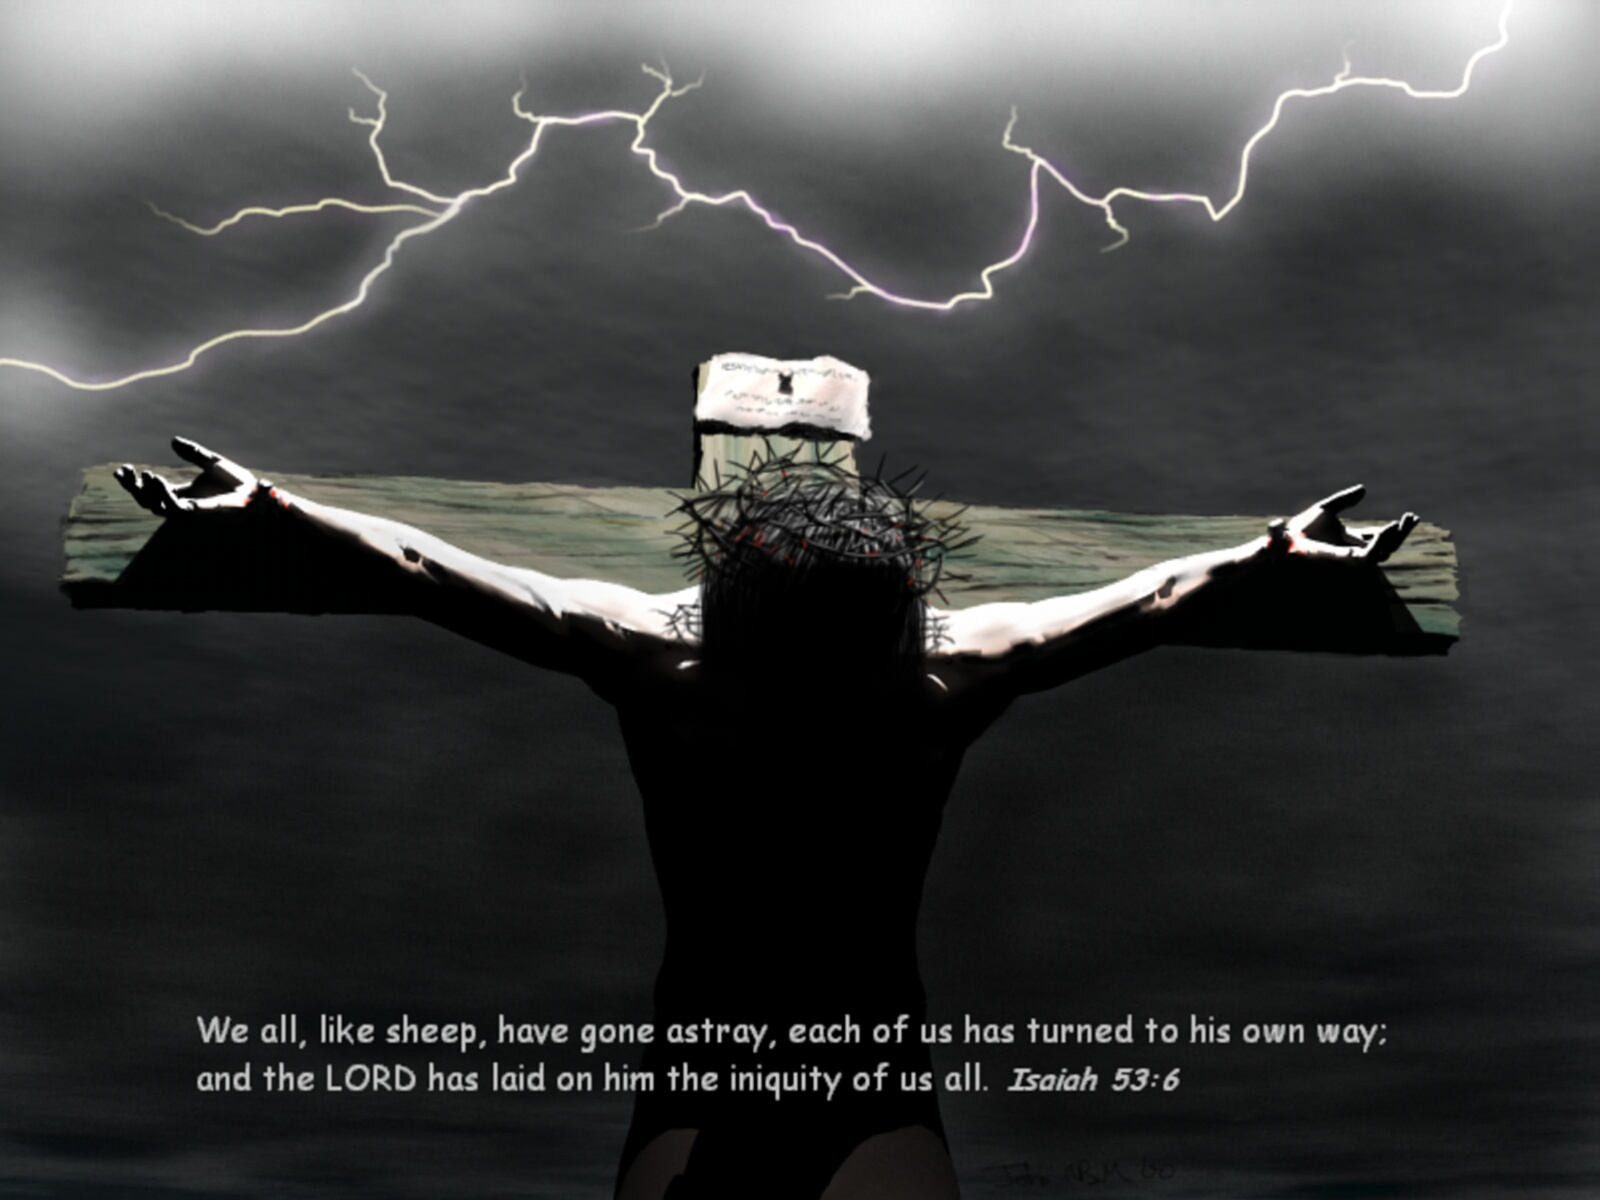 We all, like sheep, have gone astray, each of us has turned to his own way;
and the LORD has laid on him the iniquity of us all. Isaiah 53:6